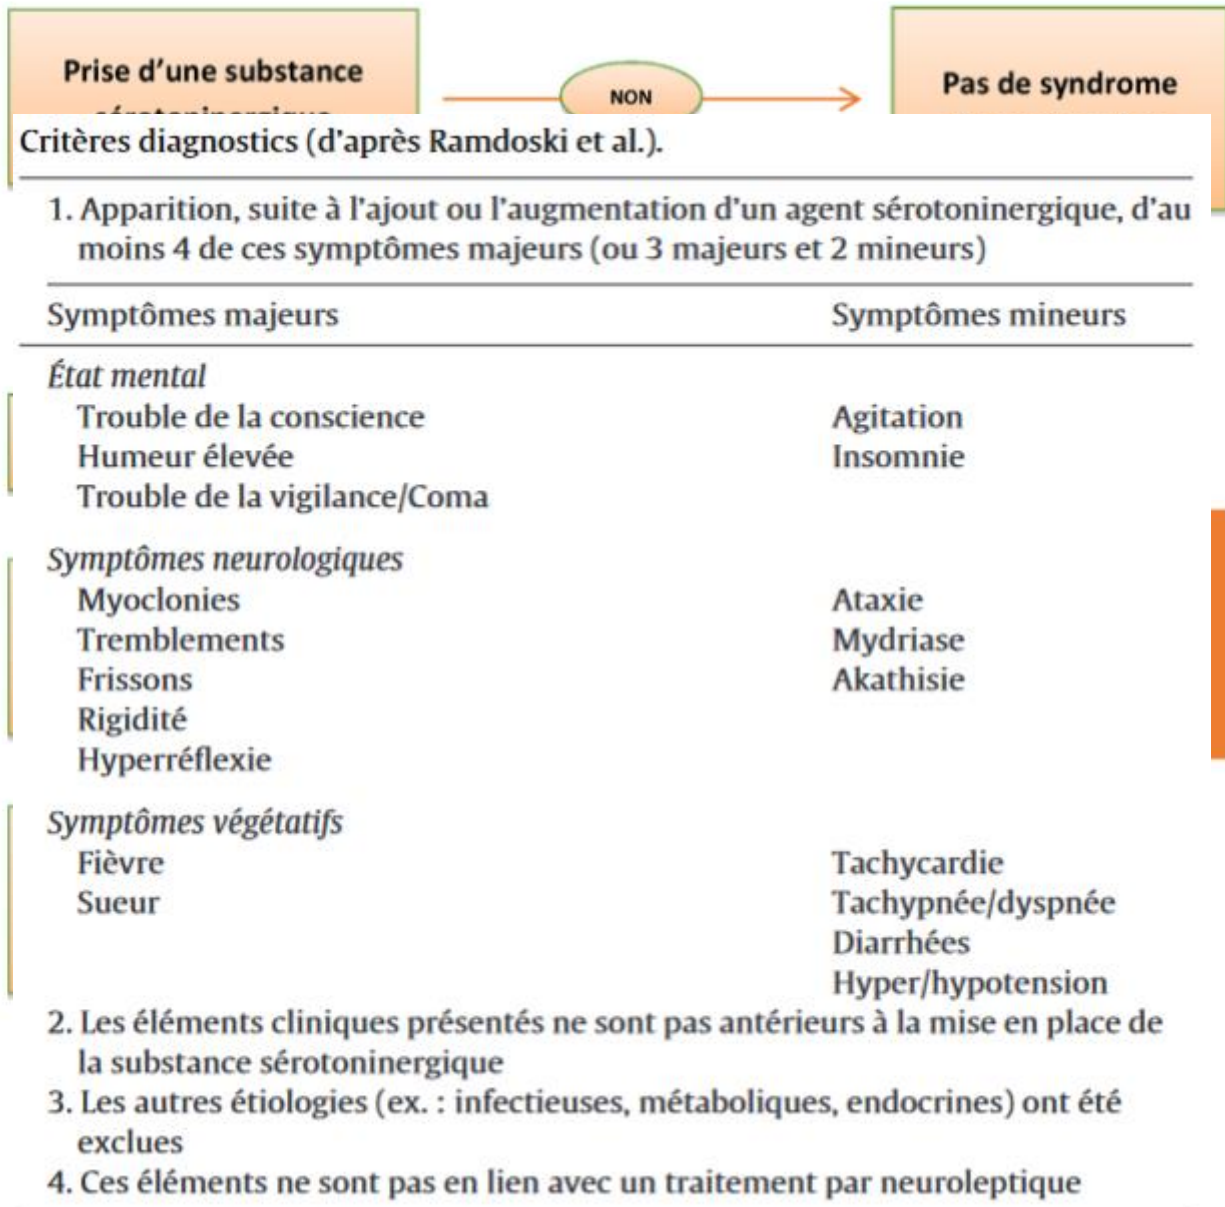 Prise d'une substance
NON
Pas de syndrome
Critères diagnostics (d'après Ramdoski et al.).
1. Apparition, suite à l'ajout ou l'augmentation d'un agent sérotoninergique, d'au
moins 4 de ces symptômes majeurs (ou 3 majeurs et 2 mineurs)
Symptômes majeurs Symptômes mineurs
État mental
Trouble de la conscience Agitation
Humeur élevée Insomnie
Trouble de la vigilance/Coma
Symptômes neurologiques
Myoclonies Ataxie
Tremblements Mydriase
Frissons Akathisie
Rigidité
Hyperréflexie
Symptômes végétatifs
Fièvre Tachycardie
Sueur Tachypnée/dyspnée
Diarrhées
Hyper/hypotension
2. Les éléments cliniques présentés ne sont pas antérieurs à la mise en place de
la substance sérotoninergique
3. Les autres étiologies (ex. : infectieuses, métaboliques, endocrines) ont été
exclues
4. Ces éléments ne sont pas en lien avec un traitement par neuroleptique